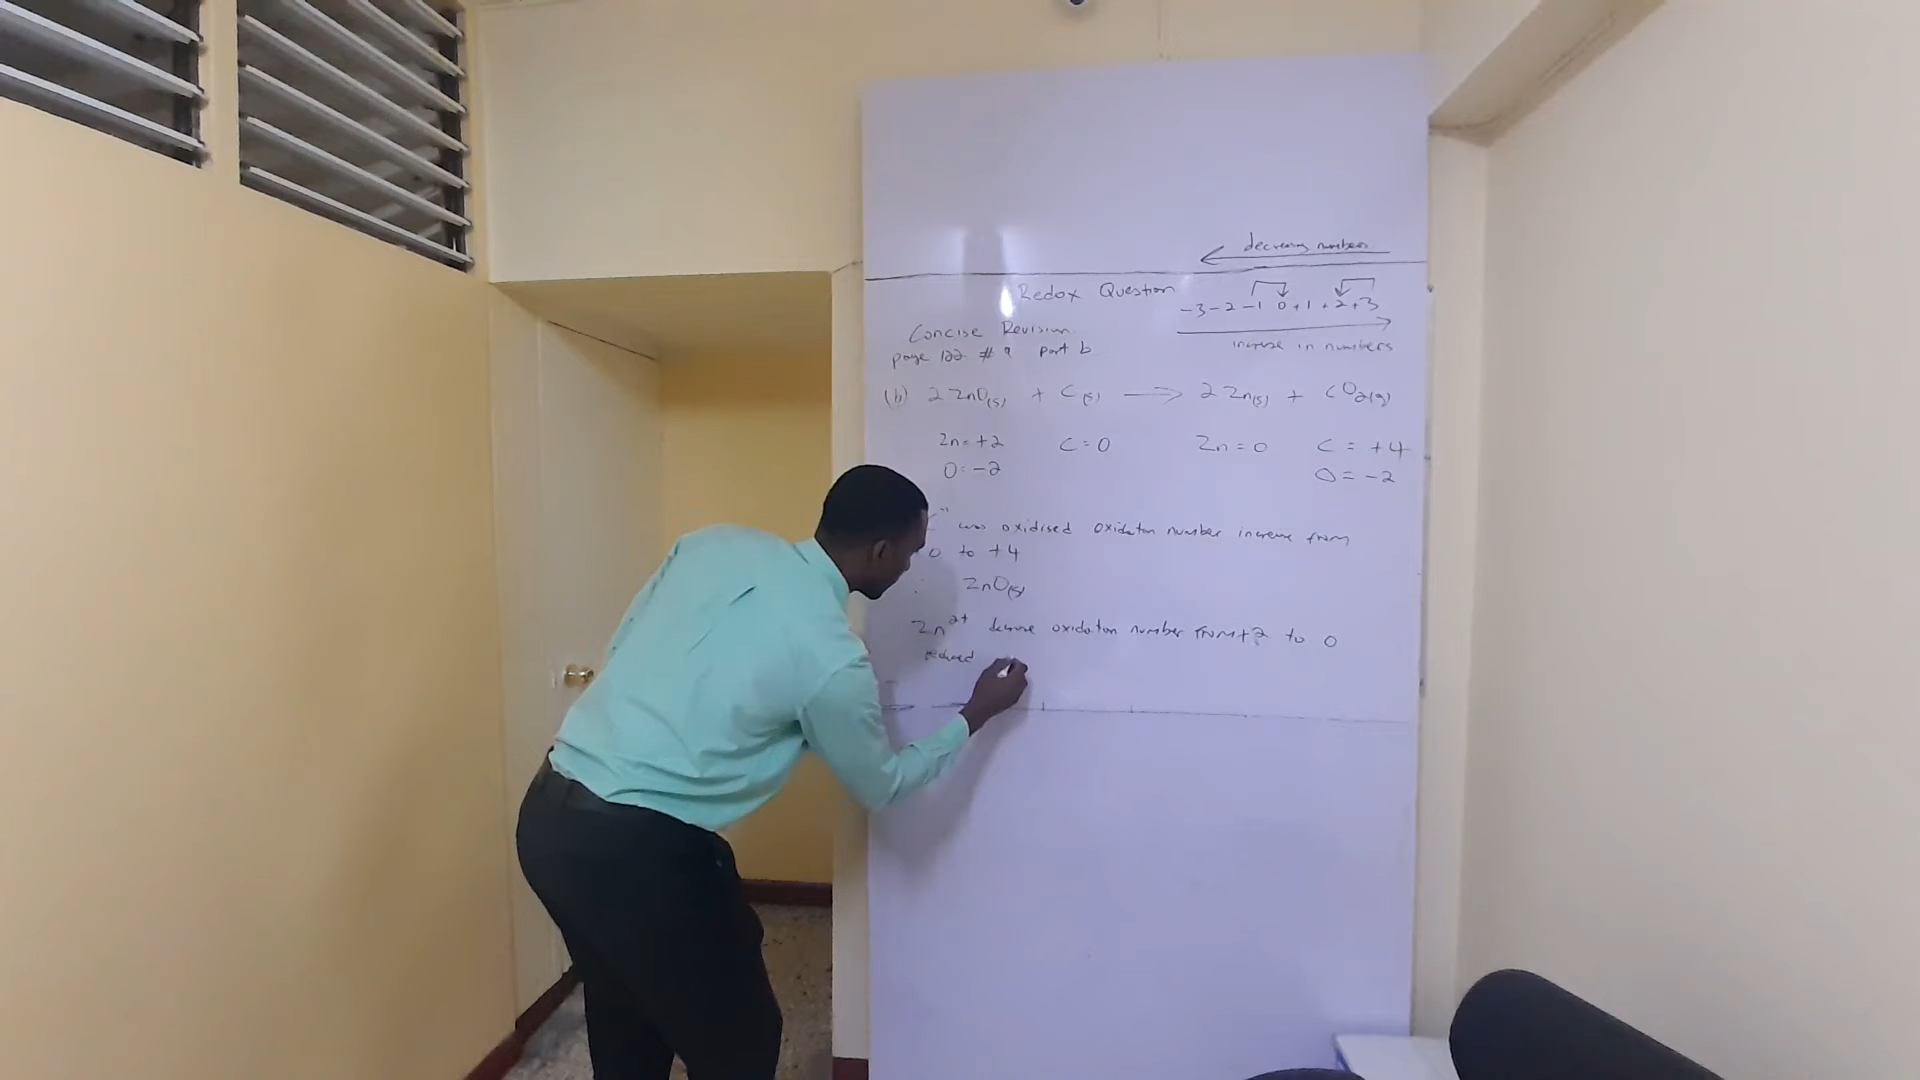 decreasing numbers
Redox Question
-3 -2 -1 0 +1 +2 +3
Concise Revision
increase in numbers
page 122 # 9 part b
(b) 2 ZnO(s) + C(s) → 2 Zn(s) + CO2(g)
Zn = +2 C = 0 Zn = 0 C = +4
O = -2 O = -2
was oxidised oxidation number increase from
0 to +4
ZnO(s)
Zn2+ oxidation number from +2 to 0
reduced